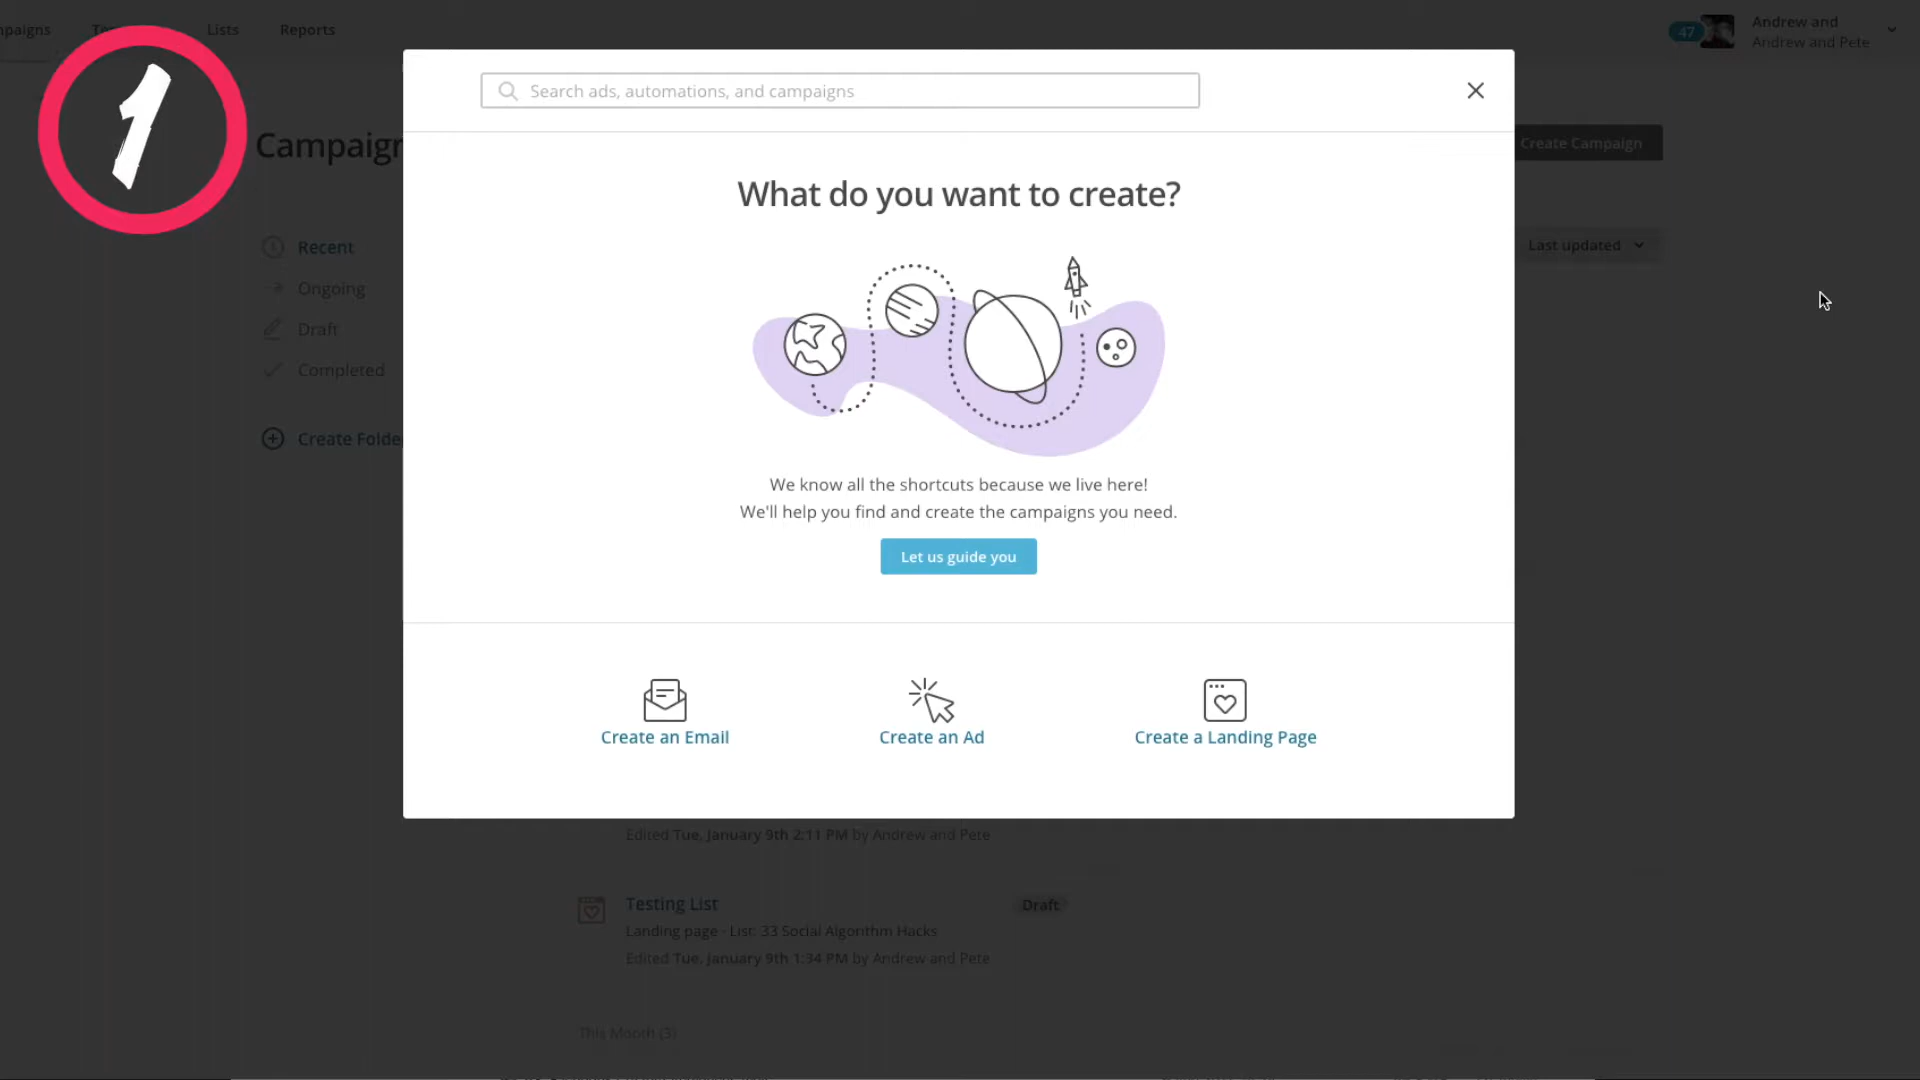 Lists
Reports
47
Andrew and
Andrew and Pete
1
Search ads, automations, and campaigns
Create Campaign
What do you want to create?
Recent
Last updated
Ongoing
Draft
Completed
Create Folde
We know all the shortcuts because we live here!
We'll help you find and create the campaigns you need.
Let us guide you
Create an Email
Create an Ad
Create a Landing Page
Edited Tue, January 9th 2:11 PM by Andrew and Pete
Testing List
Draft
Landing page · List: 33 Social Algorithm Hacks
Edited Tue, January 9th 1:34 PM by Andrew and Pete
This Month (3)